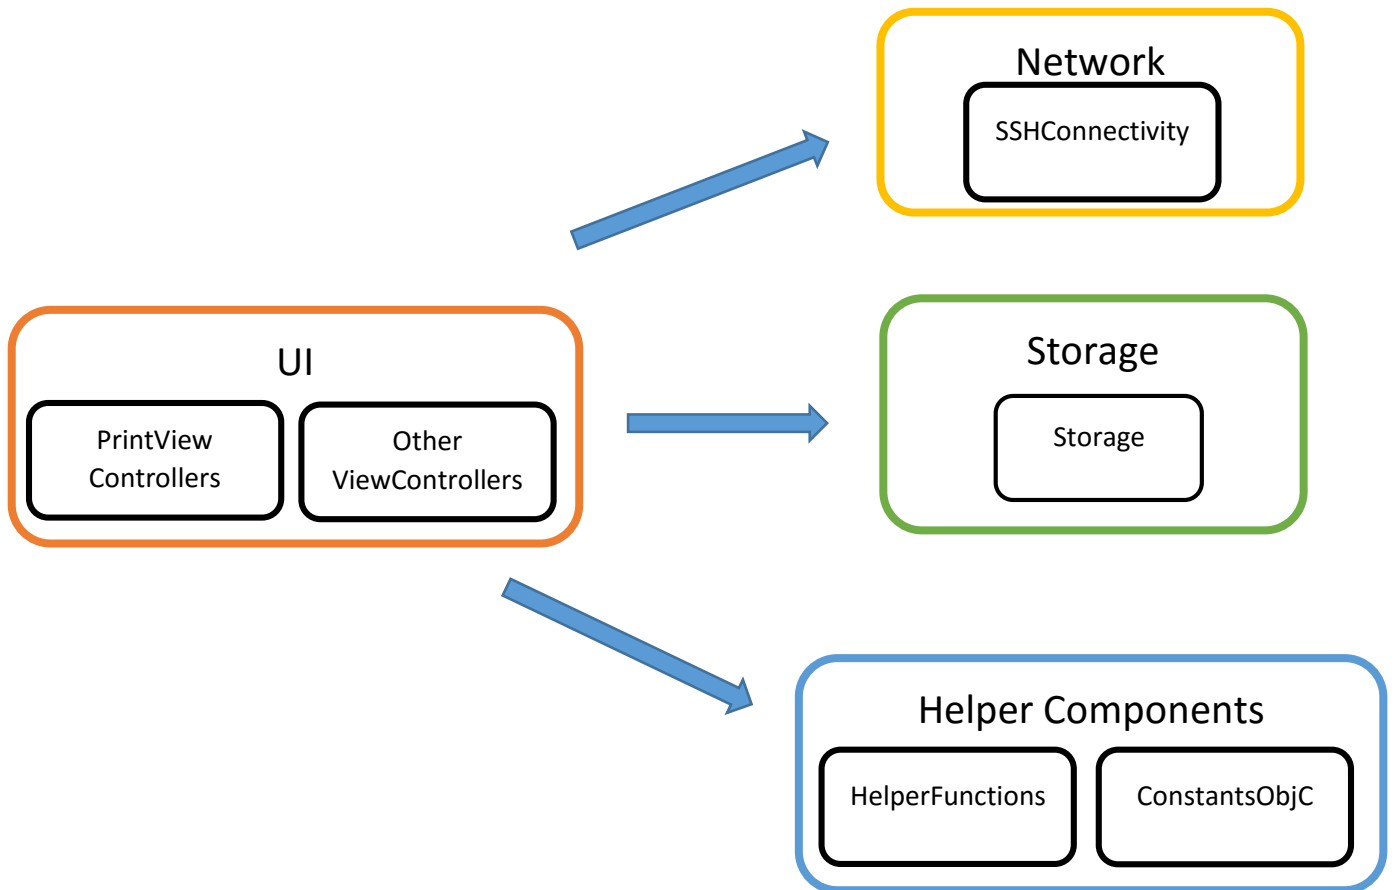 Network
SSHConnectivity
UI
PrintView
Controllers
Other
ViewControllers
Storage
Storage
Helper Components
HelperFunctions
ConstantsObjC